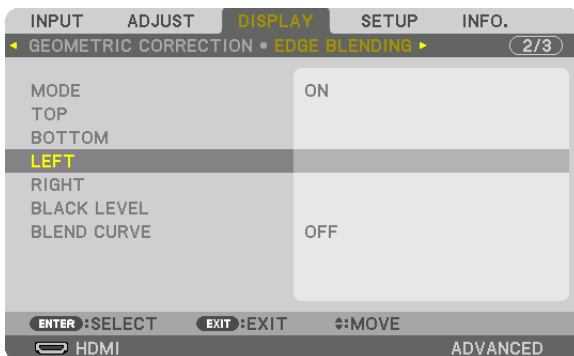 INPUT ADJUST DISPLAY SETUP INFO.
GEOMETRIC CORRECTION • EDGE BLENDING 2/3
MODE ON
TOP
BOTTOM
LEFT
RIGHT
BLACK LEVEL
BLEND CURVE OFF
ENTER :SELECT EXIT :EXIT :MOVE
HDMI ADVANCED